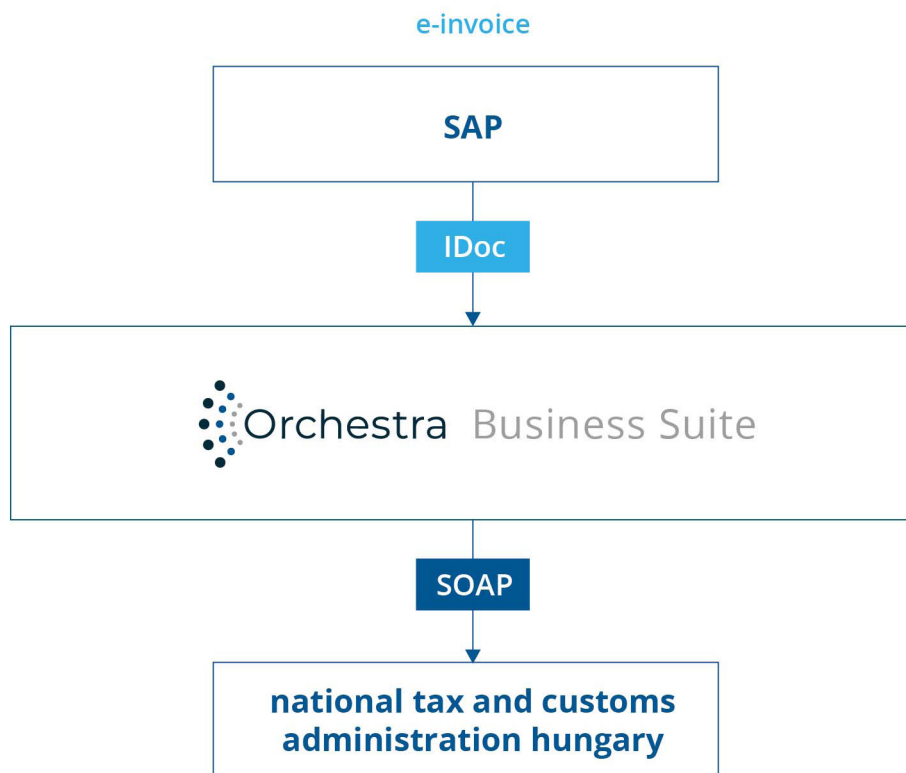 e-invoice
SAP
IDoc
Orchestra Business Suite
SOAP
national tax and customs
administration hungary